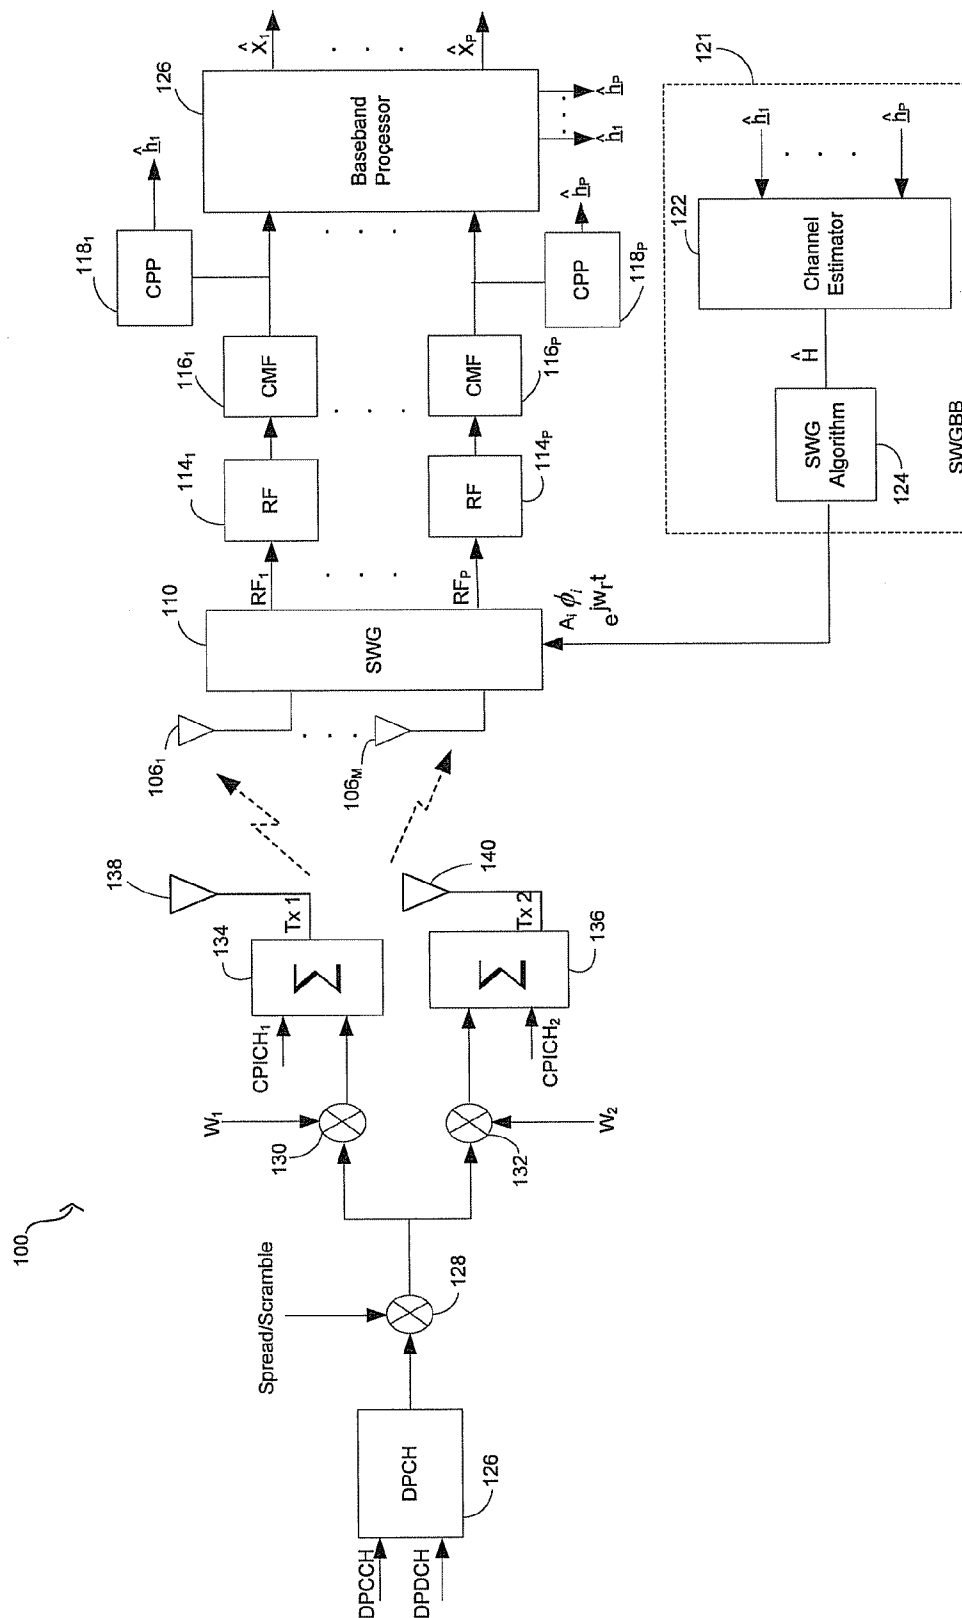 100
DPCCH
DPDCH
DPCH
126
Spread/Scramble
128
W₁
130
132
W₂
CPICH₁
134
Σ
Tx 1
138
CPICH₂
136
Σ
Tx 2
140
106₁
. . .
106M
110
SWG
RF₁
. . .
RFP
Aᵢ ϕᵢ
e^jwᵣt
114₁
RF
. . .
114P
RF
116₁
CMF
116P
CMF
118₁
CPP
ĥ₁
118P
CPP
ĥP
126
Baseband
Proçessor
X̂₁
. . .
X̂P
ĥ₁ . . . ĥP
121
122
Channel
Estimator
ĥ₁
. . .
ĥP
Ĥ
SWG
Algorithm
124
SWGBB